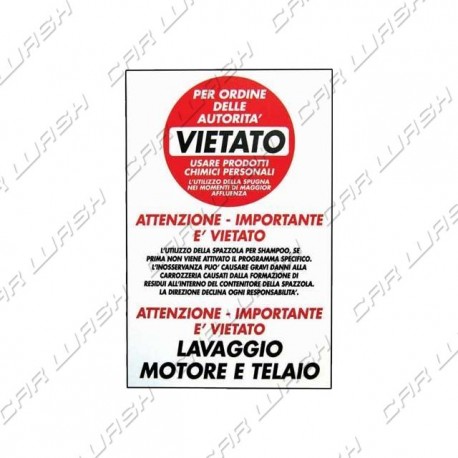 PER ORDINE
DELLE
AUTORITA'
VIETATO
USARE PRODOTTI
CHIMICI PERSONALI
L'UTILIZZO DELLA SPUGNA
NEI MOMENTI DI MAGGIOR
AFFLUENZA
ATTENZIONE - IMPORTANTE
E' VIETATO
L'UTILIZZO DELLA SPAZZOLA PER SHAMPOO, SE
PRIMA NON VIENE ATTIVATO IL PROGRAMMA SPECIFICO.
L'INOSSERVANZA PUO' CAUSARE GRAVI DANNI ALLA
CARROZZERIA CAUSATI DALLA FORMAZIONE DI
RESIDUI ALL'INTERNO DEL CONTENITORE DELLA SPAZZOLA.
LA DIREZIONE DECLINA OGNI RESPONSABILITA'.
ATTENZIONE - IMPORTANTE
E' VIETATO
LAVAGGIO
MOTORE E TELAIO
CAR WASH